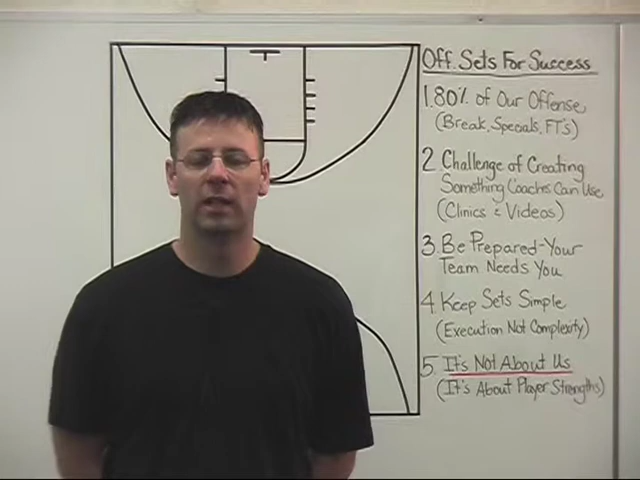 Off. Sets For Success
1. 80% of Our Offense
(Break, Specials, FT's)
2. Challenge of Creating
Something Coaches Can Use
(Clinics & Videos)
3. Be Prepared-Your
Team Needs You
4. Keep Sets Simple
(Execution Not Complexity)
5. It's Not About Us
(It's About Player Strengths)